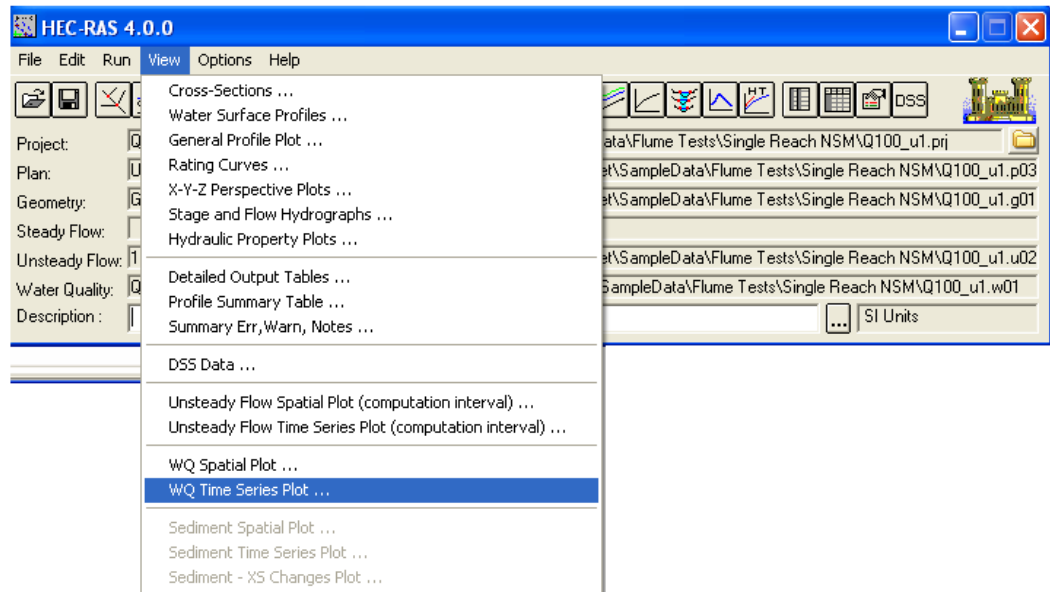 HEC-RAS 4.0.0
File Edit Run View Options Help
HT
DSS
Cross-Sections ...
Water Surface Profiles ...
General Profile Plot ...
Rating Curves ...
X-Y-Z Perspective Plots ...
Stage and Flow Hydrographs ...
Hydraulic Property Plots ...
Detailed Output Tables ...
Profile Summary Table ...
Summary Err,Warn, Notes ...
DSS Data ...
Unsteady Flow Spatial Plot (computation interval) ...
Unsteady Flow Time Series Plot (computation interval) ...
WQ Spatial Plot ...
WQ Time Series Plot ...
Sediment Spatial Plot ...
Sediment Time Series Plot ...
Sediment - XS Changes Plot ...
Project: Q ata\Flume Tests\Single Reach NSM\Q100_u1.prj
Plan: et\SampleData\Flume Tests\Single Reach NSM\Q100_u1.p03
Geometry: G et\SampleData\Flume Tests\Single Reach NSM\Q100_u1.g01
Steady Flow:
Unsteady Flow: 1 et\SampleData\Flume Tests\Single Reach NSM\Q100_u1.u02
Water Quality: Q SampleData\Flume Tests\Single Reach NSM\Q100_u1.w01
Description : ... SI Units